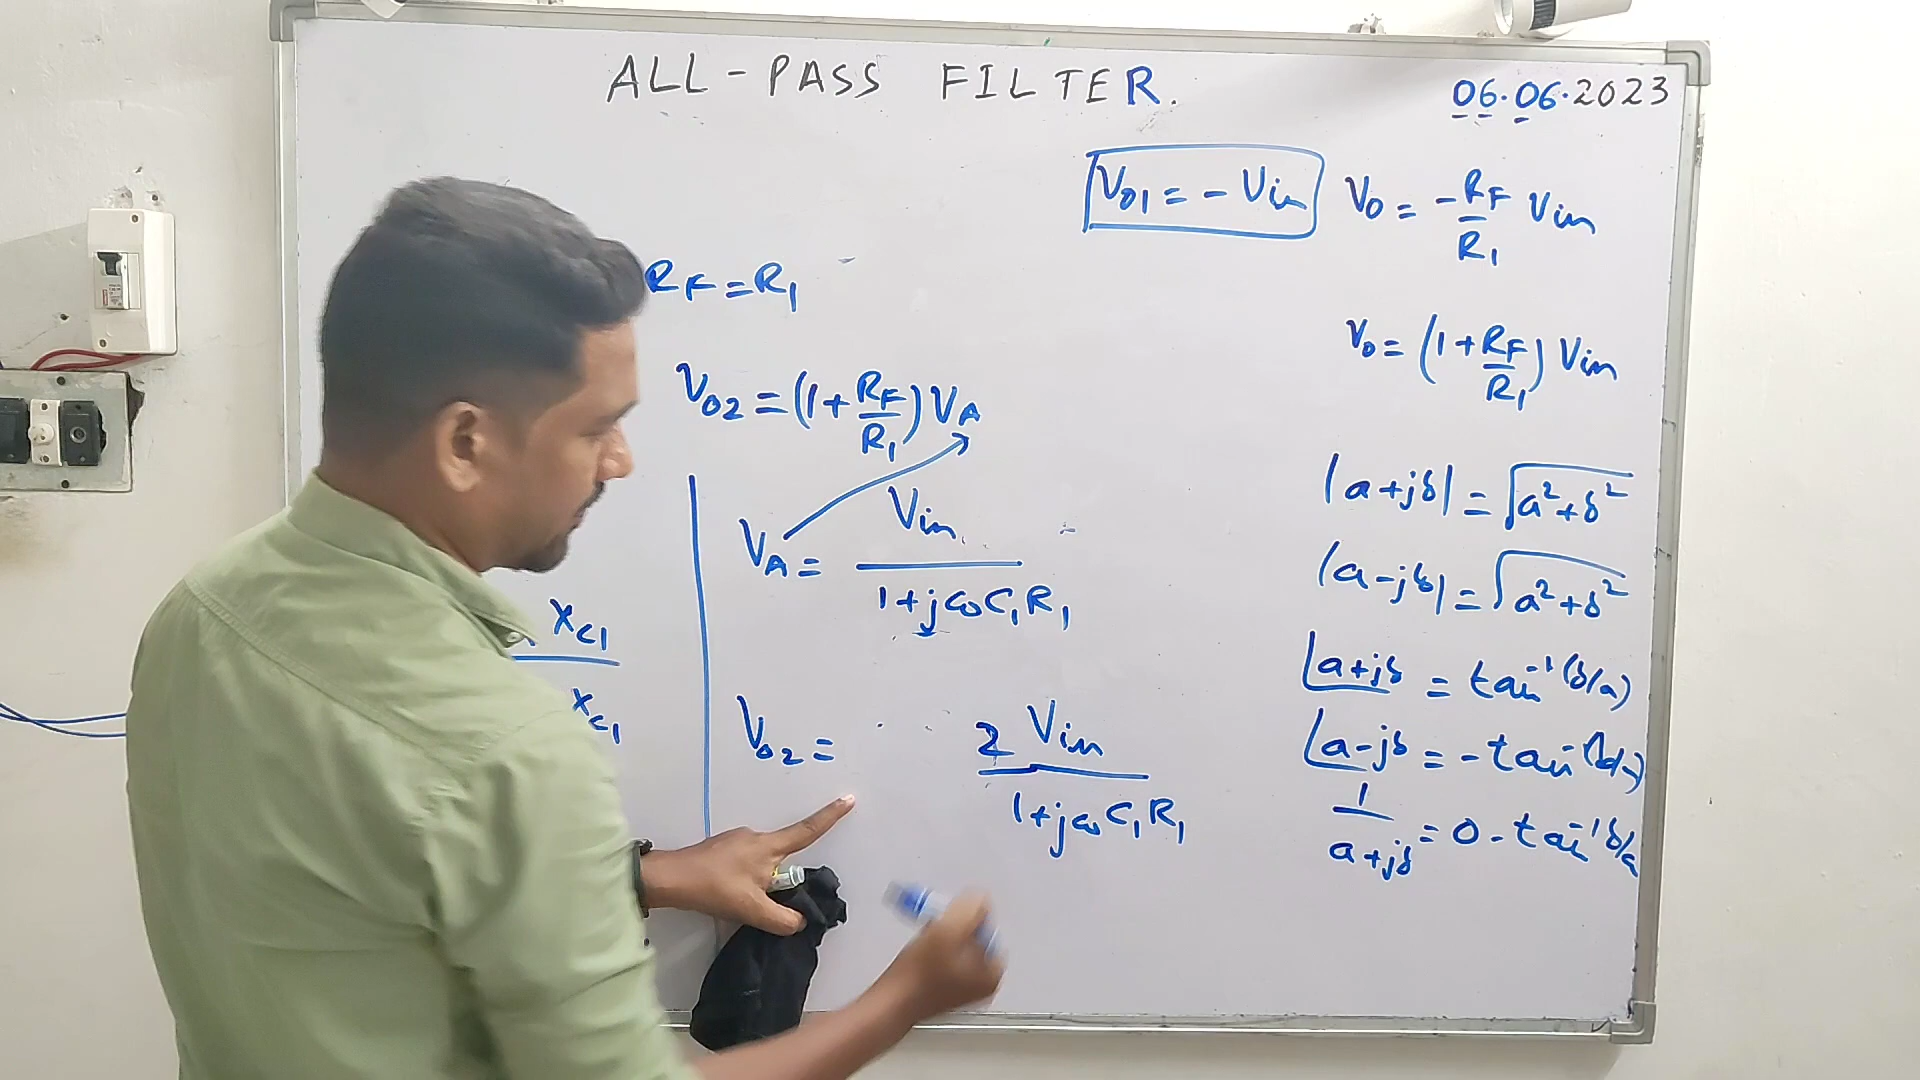 ALL - PASS FILTER.
06.06.2023
V01 = - Vin
V0 = - RF/R1 Vin
RF = R1
V0 = (1 + RF/R1) Vin
V02 = (1 + RF/R1) VA
|a + jb| = √a² + b²
VA = Vin / 1 + jωC1R1
|a - jb| = √a² + b²
XC1
XC1
∠a + jb = tan⁻¹(b/a)
V02 = 2 Vin / 1 + jωC1R1
∠a - jb = - tan⁻¹(b/a)
1 / a + jb = 0 - tan⁻¹ b/a